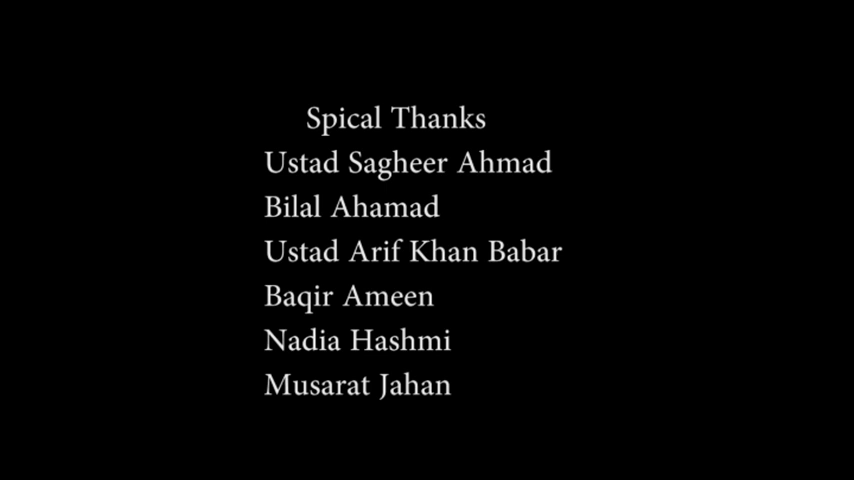 Spical Thanks
Ustad Sagheer Ahmad
Bilal Ahamad
Ustad Arif Khan Babar
Baqir Ameen
Nadia Hashmi
Musarat Jahan